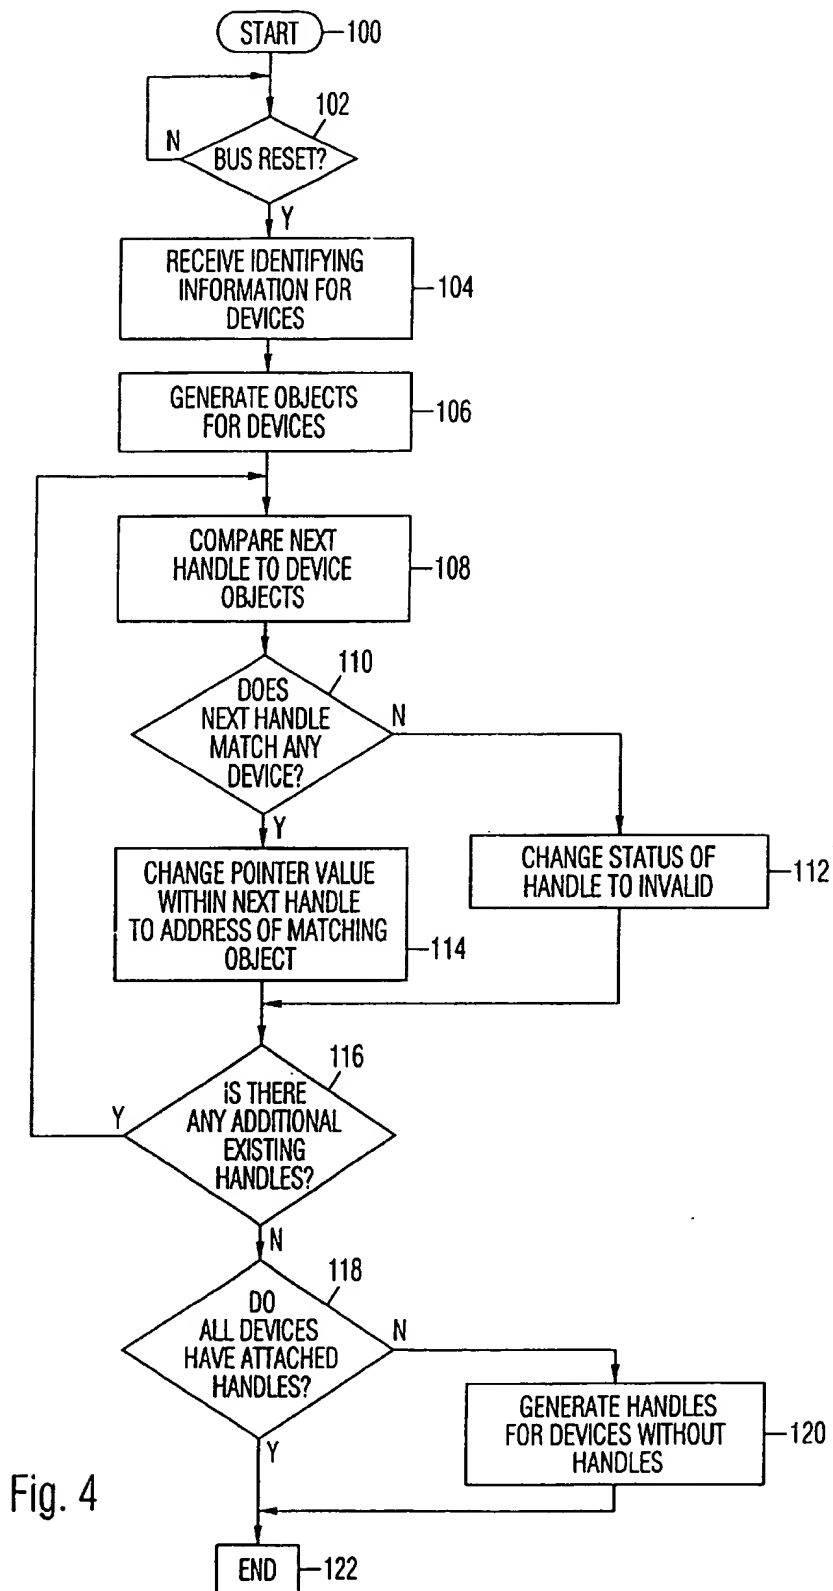 START
100
102
N
BUS RESET?
Y
RECEIVE IDENTIFYING
INFORMATION FOR
DEVICES
104
GENERATE OBJECTS
FOR DEVICES
106
COMPARE NEXT
HANDLE TO DEVICE
OBJECTS
108
110
DOES
NEXT HANDLE
MATCH ANY
DEVICE?
N
Y
CHANGE STATUS OF
HANDLE TO INVALID
112
CHANGE POINTER VALUE
WITHIN NEXT HANDLE
TO ADDRESS OF MATCHING
OBJECT
114
116
Y
iS THERE
ANY ADDITIONAL
EXISTING
HANDLES?
N
118
DO
ALL DEVICES
HAVE ATTACHED
HANDLES?
N
Y
GENERATE HANDLES
FOR DEVICES WITHOUT
HANDLES
120
Fig. 4
END
122